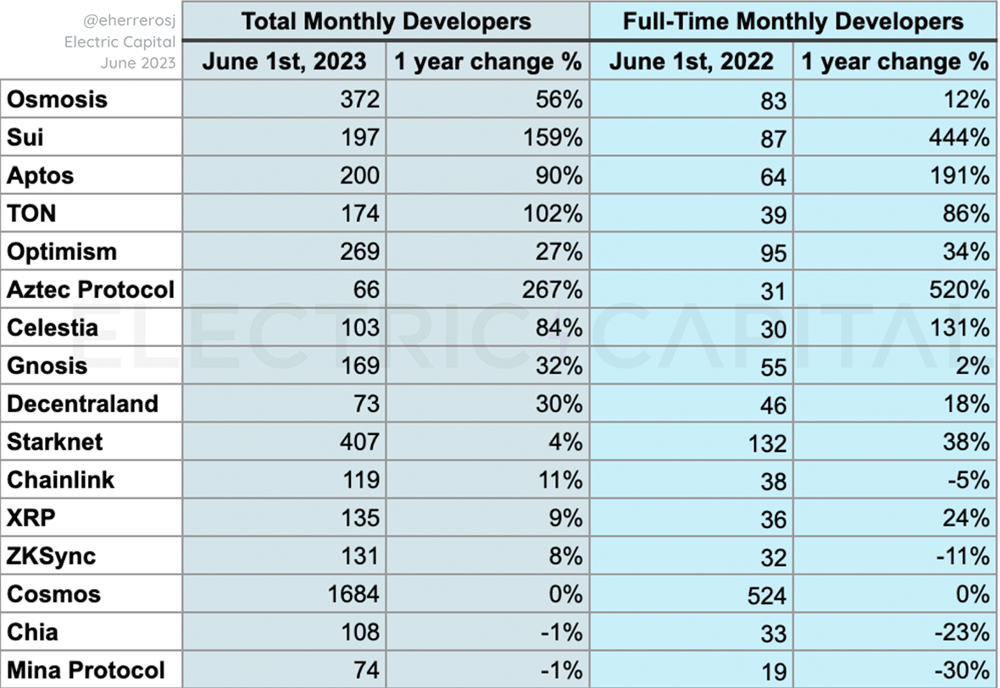 @eherrerosj
Electric Capital
June 2023
Total Monthly Developers Full-Time Monthly Developers
June 1st, 2023 1 year change % June 1st, 2022 1 year change %
Osmosis 372 56% 83 12%
Sui 197 159% 87 444%
Aptos 200 90% 64 191%
TON 174 102% 39 86%
Optimism 269 27% 95 34%
Aztec Protocol 66 267% 31 520%
Celestia 103 84% 30 131%
ELECTRIC CAPITAL
Gnosis 169 32% 55 2%
Decentraland 73 30% 46 18%
Starknet 407 4% 132 38%
Chainlink 119 11% 38 -5%
XRP 135 9% 36 24%
ZKSync 131 8% 32 -11%
Cosmos 1684 0% 524 0%
Chia 108 -1% 33 -23%
Mina Protocol 74 -1% 19 -30%